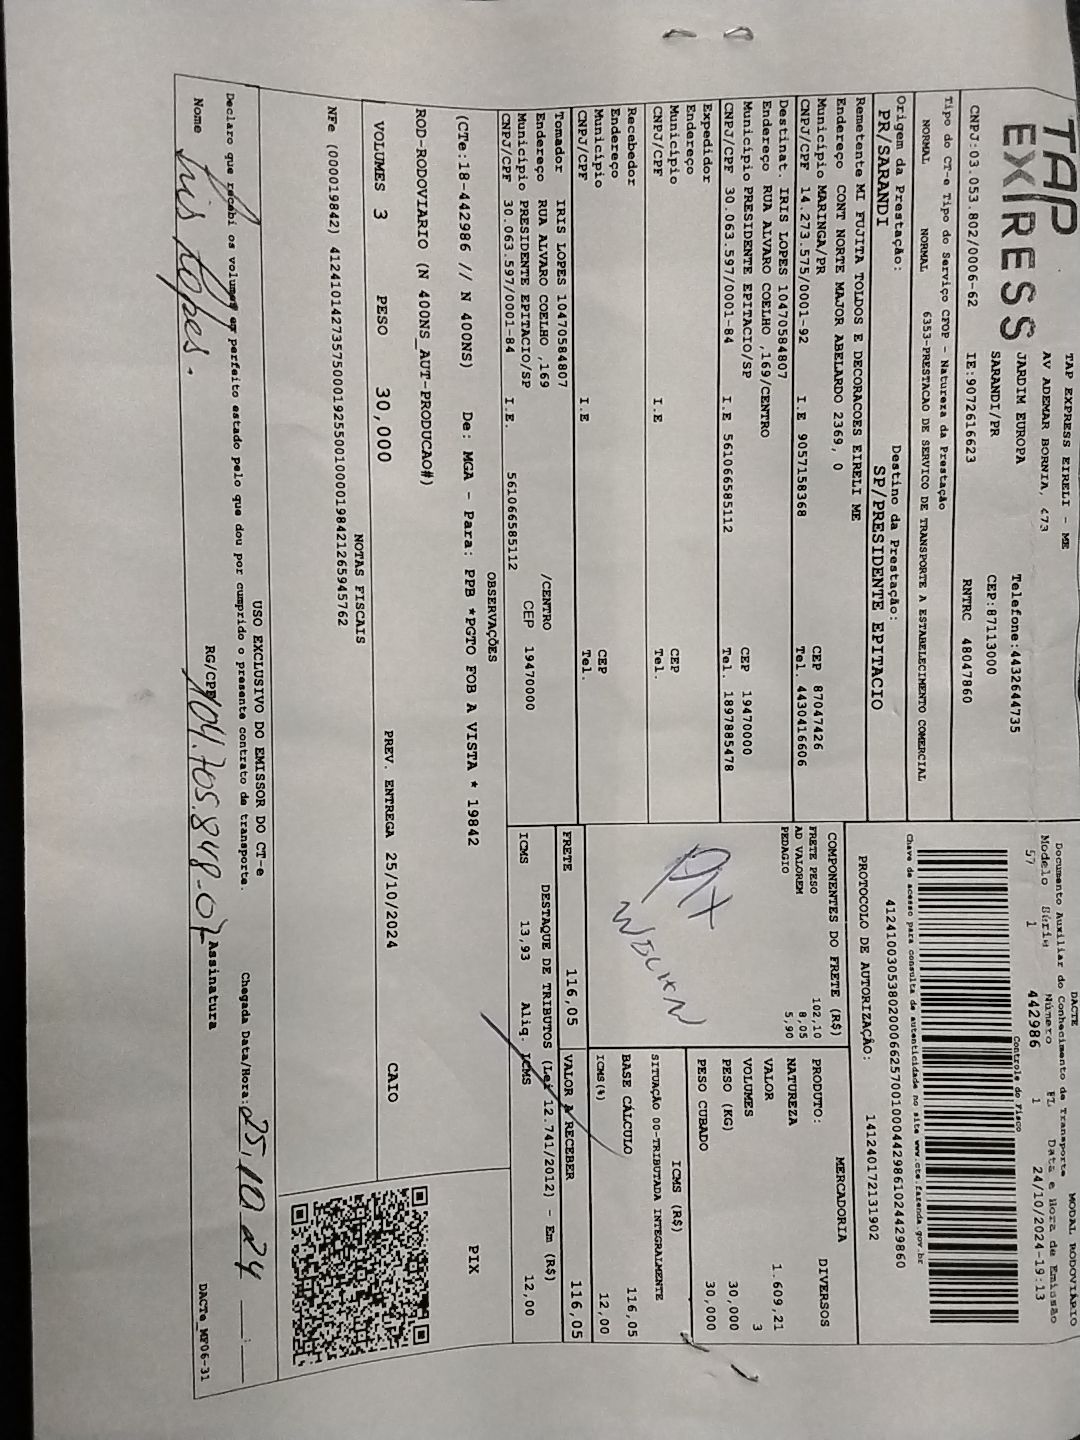 TAP EXPRESS
TAP EXPRESS EIRELI - ME
AV ADEMAR BORNIA, 473
JARDIM EUROPA
SARANDI/PR
Telefone:4432644735
CEP:87113000
CNPJ:03.053.802/0006-62 IE:9072616623 RNTRC 48047860
DACTE MODAL RODOVIÁRIO
Documento Auxiliar do Conhecimento de Transporte
Modelo Série Número FL Data e Hora de Emissão
57 1 442986 1 24/10/2024-19:13
Controle do Fisco
Chave de acesso para consulta de autenticidade no site www.cte.fazenda.gov.br
41241003053802000662570010004429861024429860
PROTOCOLO DE AUTORIZAÇÃO: 141240172131902
Tipo do CT-e Tipo do Serviço CFOP - Natureza da Prestação
NORMAL NORMAL 6353-PRESTACAO DE SERVICO DE TRANSPORTE A ESTABELECIMENTO COMERCIAL
Origem da Prestação: Destino da Prestação:
PR/SARANDI SP/PRESIDENTE EPITACIO
Remetente MI FUJITA TOLDOS E DECORACOES EIRELI ME
Endereço CONT NORTE MAJOR ABELARDO 2369, 0
Município MARINGA/PR CEP 87047426
CNPJ/CPF 14.273.575/0001-92 I.E 9057158368 Tel. 4430416606
Destinat. IRIS LOPES 10470584807
Endereço RUA ALVARO COELHO ,169/CENTRO
Município PRESIDENTE EPITACIO/SP CEP 19470000
CNPJ/CPF 30.063.597/0001-84 I.E 561066585112 Tel. 1897885478
Expedidor
Endereço
Município CEP
CNPJ/CPF I.E Tel.
Recebedor
Endereço
Município CEP
CNPJ/CPF I.E Tel.
Tomador IRIS LOPES 10470584807
Endereço RUA ALVARO COELHO ,169 /CENTRO
Município PRESIDENTE EPITACIO/SP CEP 19470000
CNPJ/CPF 30.063.597/0001-84 I.E. 561066585112
COMPONENTES DO FRETE (R$)
FRETE PESO 102,10
AD VALOREM 8,05
PEDAGIO 5,90
PIX
MERCADORIA
PRODUTO: DIVERSOS
NATUREZA
VALOR 1.609,21
VOLUMES 3
PESO (KG) 30,000
PESO CUBADO 30,000
ICMS (R$)
SITUAÇÃO 00-TRIBUTADA INTEGRALMENTE
BASE CÁLCULO 116,05
ICMS(%) 12,00
FRETE 116,05 VALOR A RECEBER 116,05
DESTAQUE DE TRIBUTOS (Lei 12.741/2012) - Em (R$)
ICMS 13,93 Aliq. ICMS 12,00
OBSERVAÇÕES
(CTe:18-442986 // N 400NS) De: MGA - Para: PPB *PGTO FOB A VISTA * 19842
PIX
ROD-RODOVIARIO (N 400NS_AUT-PRODUCAO#)
VOLUMES 3 PESO 30,000 PREV. ENTREGA 25/10/2024 CAIO
NOTAS FISCAIS
NFe (000019842) 41241014273575000192550010000198421265945762
USO EXCLUSIVO DO EMISSOR DO CT-e
Declaro que recebi os volumes em perfeito estado pelo que dou por cumprido o presente contrato de transporte. Chegada Data/Hora: 25.10.24 __:__
Nome Iris Lopes. RG/CPF 104.705.848-07 Assinatura
DACTe_MF06-31